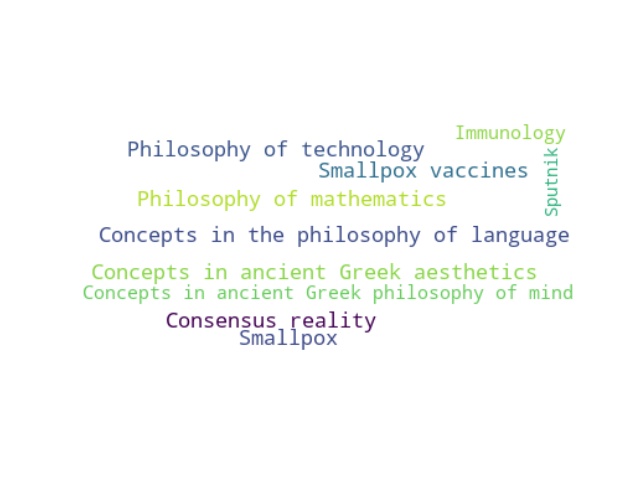 Immunology
Philosophy of technology
Smallpox vaccines
Sputnik
Philosophy of mathematics
Concepts in the philosophy of language
Concepts in ancient Greek aesthetics
Concepts in ancient Greek philosophy of mind
Consensus reality
Smallpox